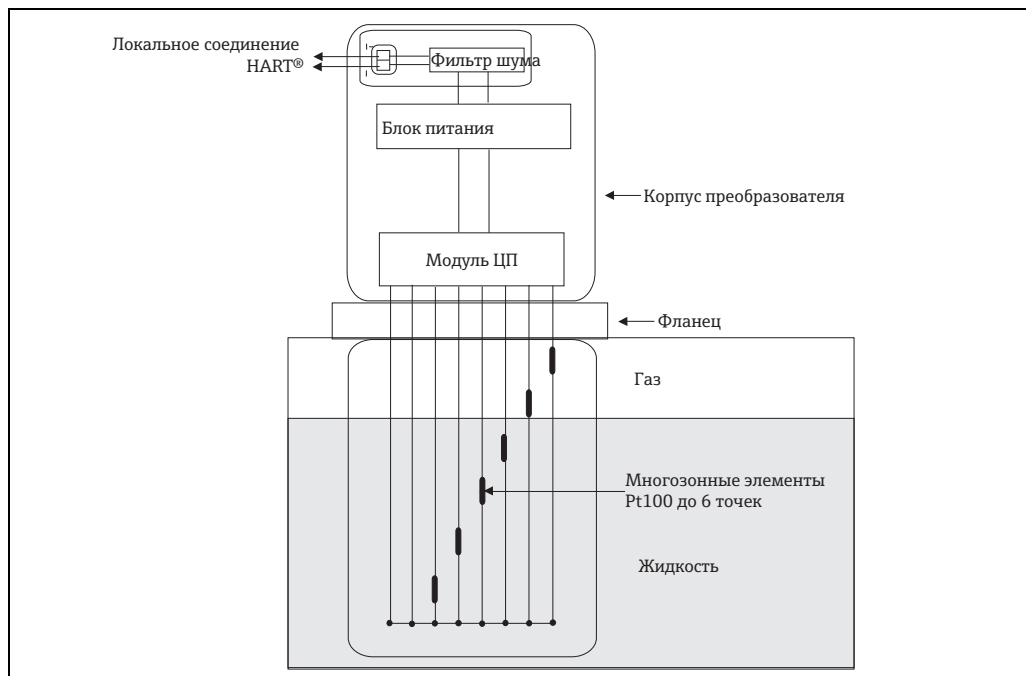 Локальное соединение
HART®
Фильтр шума
Блок питания
Корпус преобразователя
Модуль ЦП
Фланец
Газ
Многозонные элементы
Pt100 до 6 точек
Жидкость